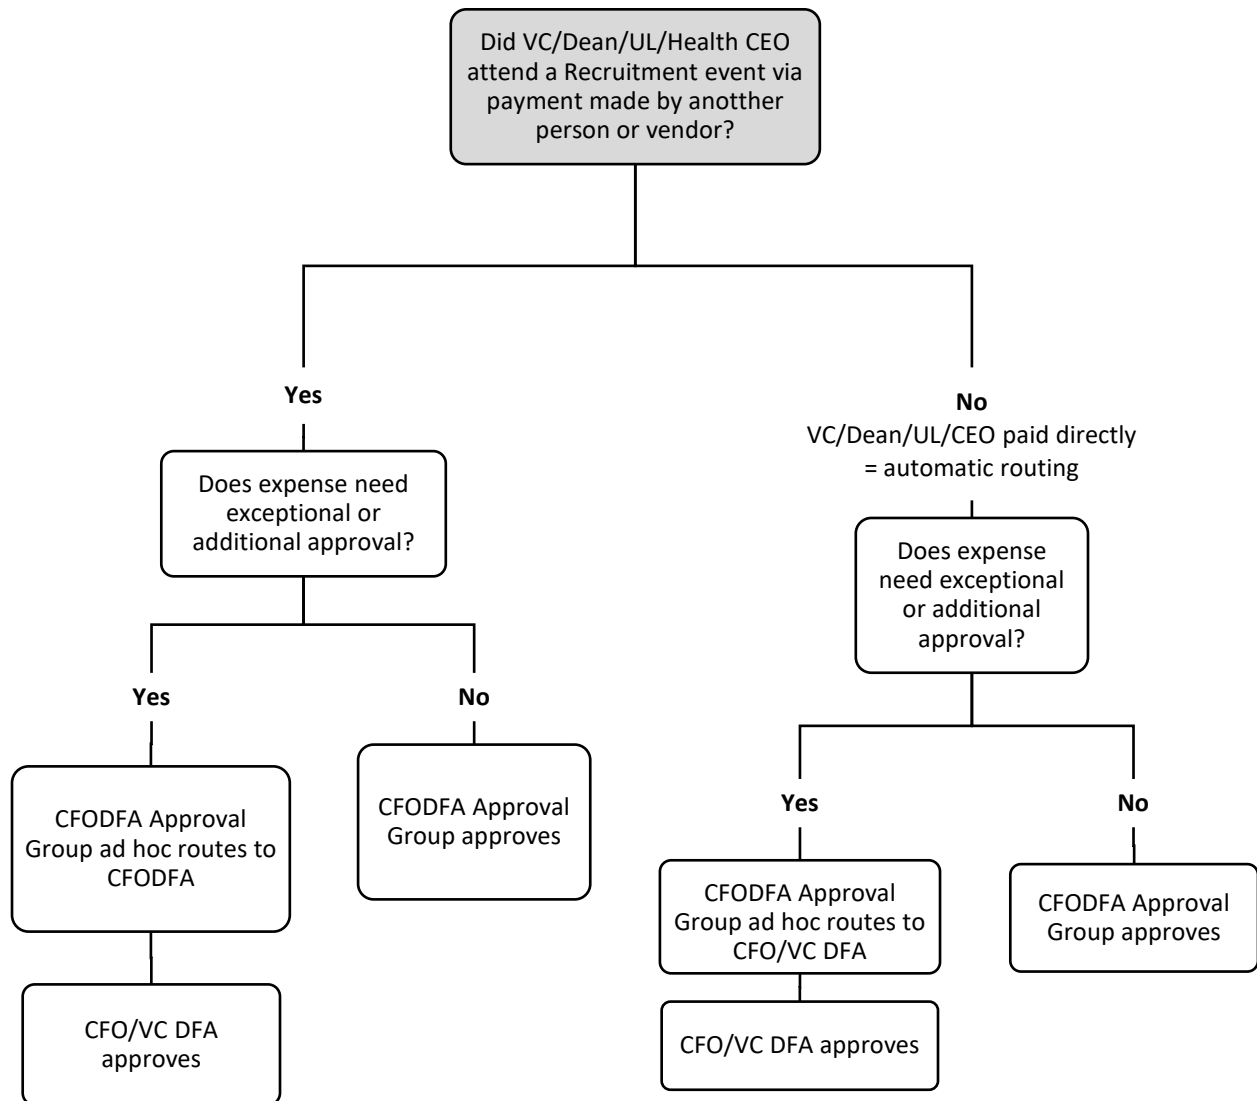 Did VC/Dean/UL/Health CEO
attend a Recruitment event via
payment made by anotther
person or vendor?
Yes
Does expense need
exceptional or
additional approval?
Yes
CFODFA Approval
Group ad hoc routes to
CFODFA
CFO/VC DFA
approves
No
CFODFA Approval
Group approves
No
VC/Dean/UL/CEO paid directly
= automatic routing
Does expense
need exceptional
or additional
approval?
Yes
CFODFA Approval
Group ad hoc routes to
CFO/VC DFA
CFO/VC DFA approves
No
CFODFA Approval
Group approves